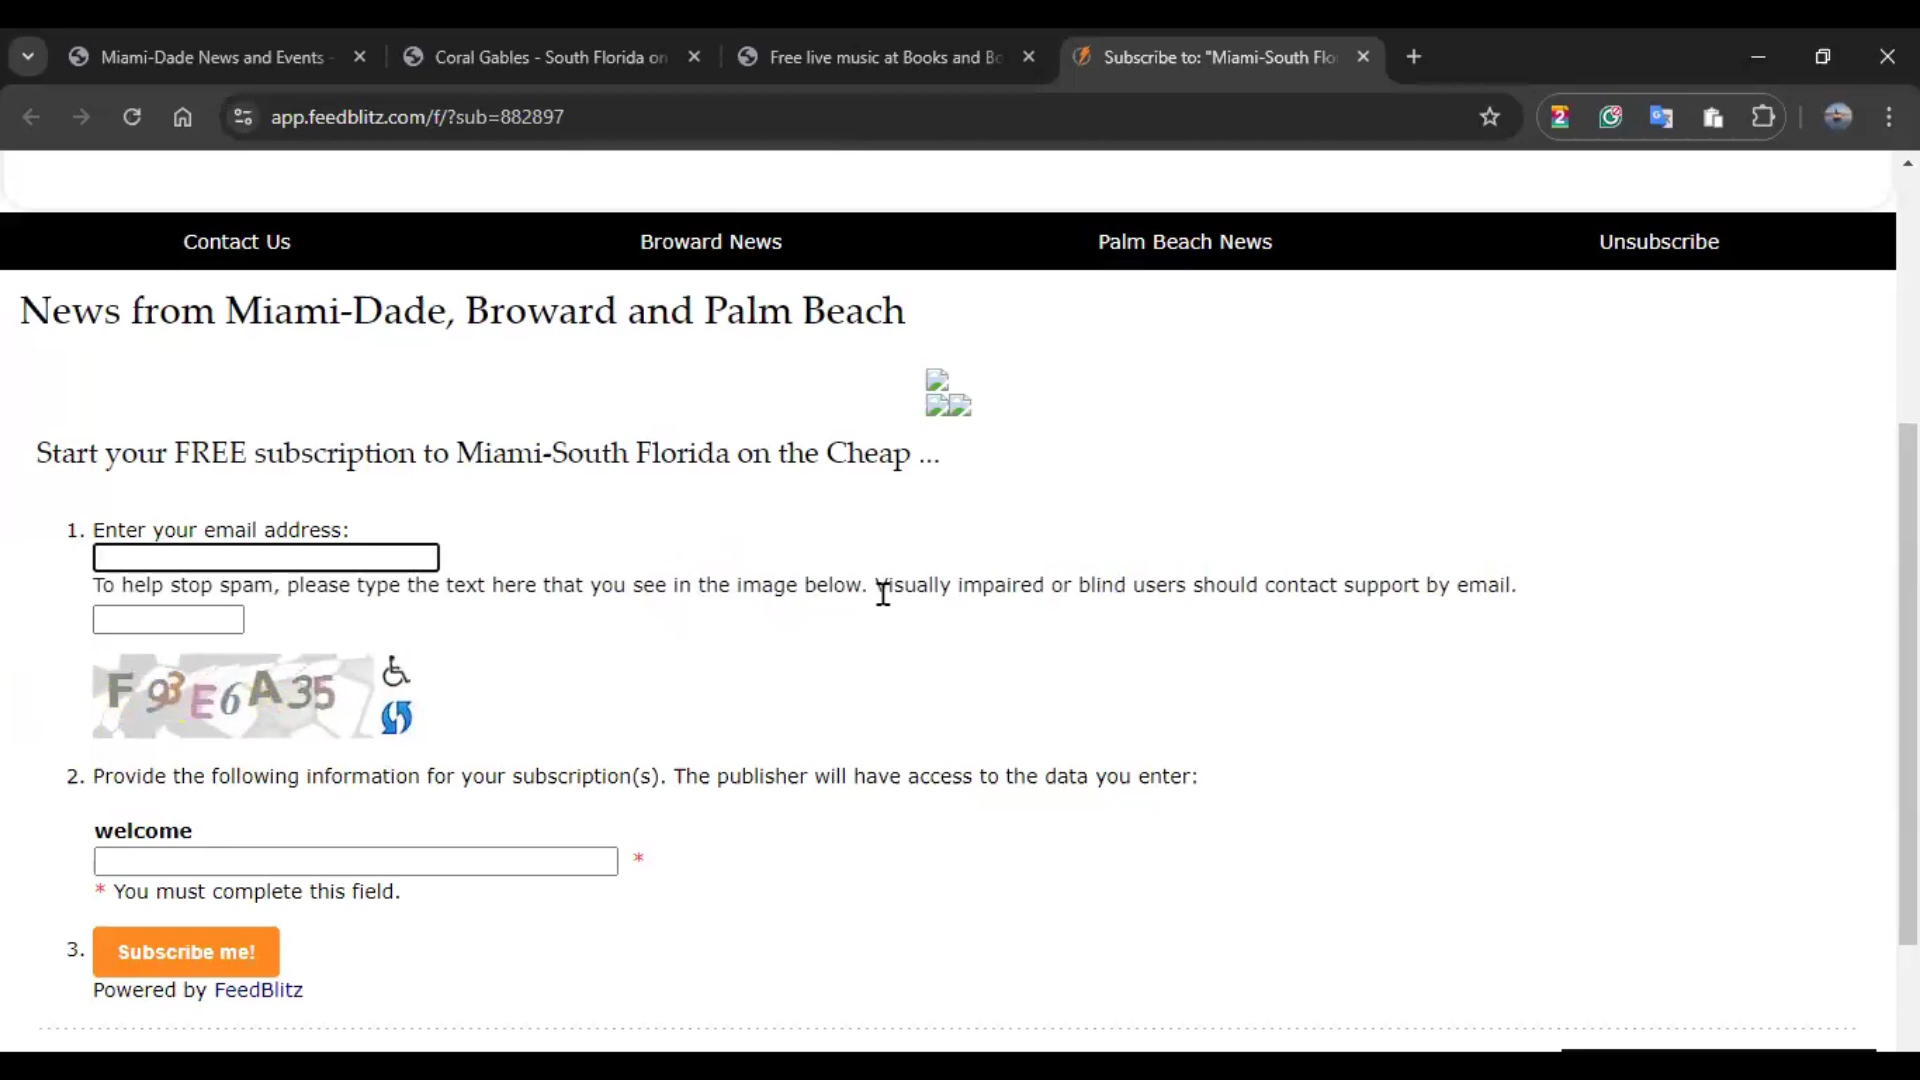 Miami-Dade News and Events -
Coral Gables - South Florida on
Free live music at Books and Bo
Subscribe to: "Miami-South Flo
app.feedblitz.com/f/?sub=882897
Contact Us
Broward News
Palm Beach News
Unsubscribe
News from Miami-Dade, Broward and Palm Beach
Start your FREE subscription to Miami-South Florida on the Cheap ...
1. Enter your email address:
To help stop spam, please type the text here that you see in the image below. Visually impaired or blind users should contact support by email.
F93E6A35
2. Provide the following information for your subscription(s). The publisher will have access to the data you enter:
welcome
*
* You must complete this field.
3. Subscribe me!
Powered by FeedBlitz